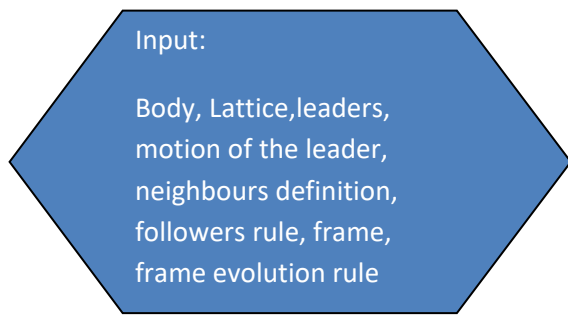 Input:
Body, Lattice,leaders,
motion of the leader,
neighbours definition,
followers rule, frame,
frame evolution rule